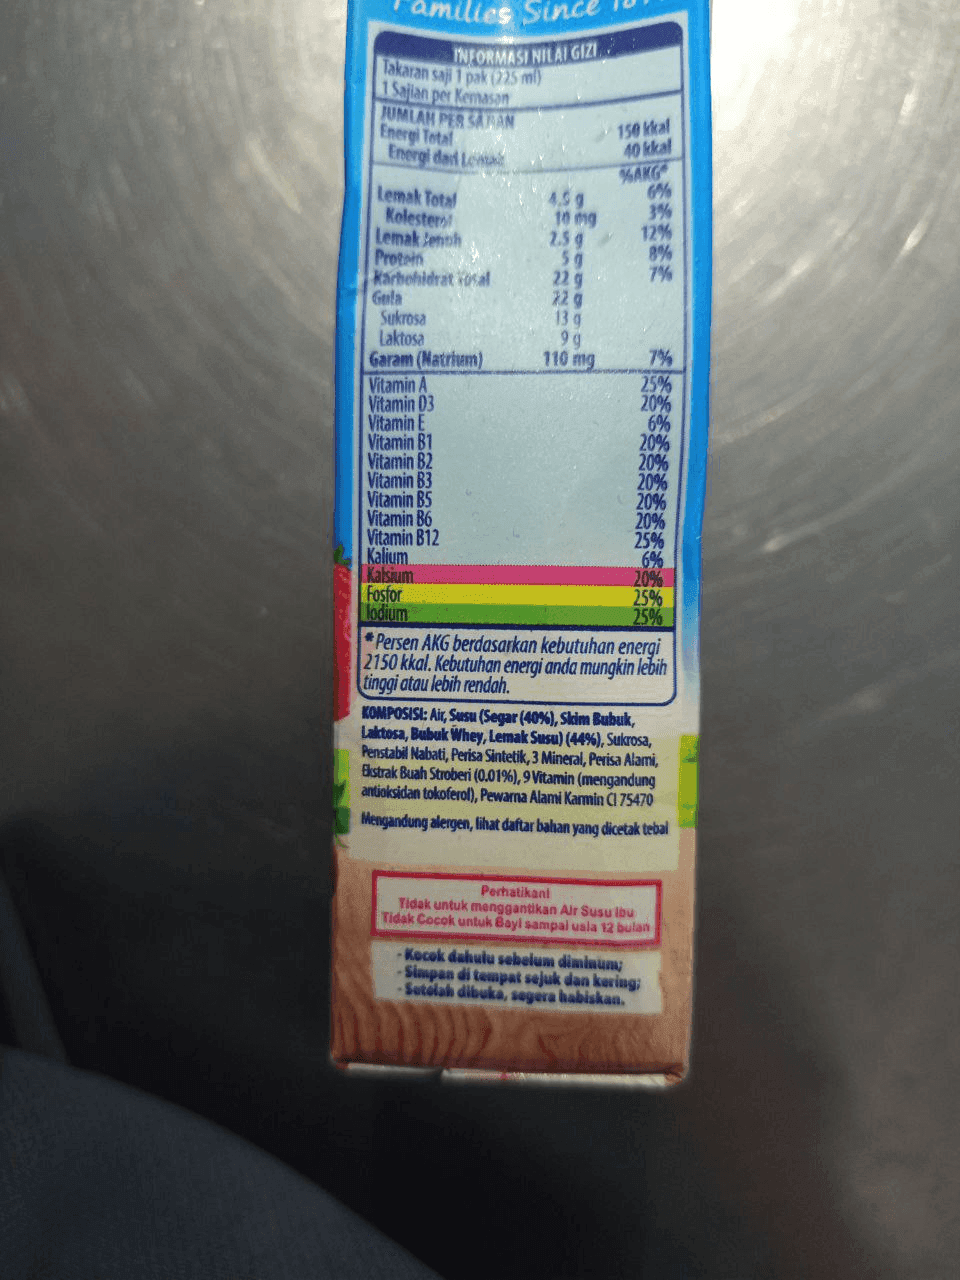 Families Since
INFORMASI NILAI GIZI
Takaran saji 1 pak (225 ml)
1 Sajian per Kemasan
JUMLAH PER SAJIAN
Energi Total 150 kkal
Energi dari Lemak 40 kkal
%AKG*
Lemak Total 4.5 g 6%
Kolesterol 10 mg 3%
Lemak Jenuh 2.5 g 12%
Protein 5 g 8%
Karbohidrat Total 22 g 7%
Gula 22 g
Sukrosa 13 g
Laktosa 9 g
Garam (Natrium) 110 mg 7%
Vitamin A 25%
Vitamin D3 20%
Vitamin E 6%
Vitamin B1 20%
Vitamin B2 20%
Vitamin B3 20%
Vitamin B5 20%
Vitamin B6 20%
Vitamin B12 25%
Kalium 6%
Kalsium 20%
Fosfor 25%
Iodium 25%
* Persen AKG berdasarkan kebutuhan energi
2150 kkal. Kebutuhan energi anda mungkin lebih
tinggi atau lebih rendah.
KOMPOSISI: Air, Susu (Segar (40%), Skim Bubuk,
Laktosa, Bubuk Whey, Lemak Susu) (44%), Sukrosa,
Penstabil Nabati, Perisa Sintetik, 3 Mineral, Perisa Alami,
Ekstrak Buah Stroberi (0.01%), 9 Vitamin (mengandung
antioksidan tokoferol), Pewarna Alami Karmin CI 75470
Mengandung alergen, lihat daftar bahan yang dicetak tebal
Perhatikan!
Tidak untuk menggantikan Air Susu Ibu
Tidak Cocok untuk Bayi sampai usia 12 bulan
- Kocok dahulu sebelum diminum;
- Simpan di tempat sejuk dan kering;
- Setelah dibuka, segera habiskan.